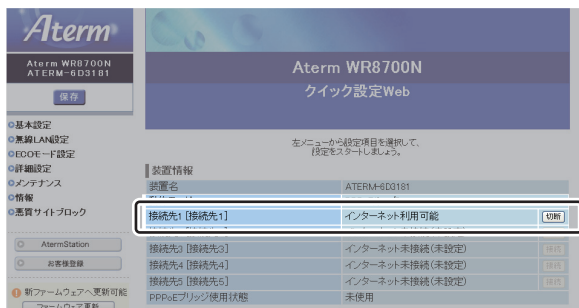 Aterm
Aterm WR8700N
ATERM-6D3181
保存
基本設定
無線LAN設定
ECOモード設定
詳細設定
メンテナンス
情報
悪質サイトブロック
AtermStation
お客様登録
新ファームウェアへ更新可能
ファームウェア更新
Aterm WR8700N
クイック設定Web
左メニューから設定項目を選択して、
設定をスタートしましょう。
装置情報
装置名 ATERM-6D3181
接続先1 [接続先1] インターネット利用可能 切断
接続先3 [接続先3] インターネット未接続(未設定) 接続
接続先4 [接続先4] インターネット未接続(未設定) 接続
接続先5 [接続先5] インターネット未接続(未設定) 接続
PPPoEブリッジ使用状態 未使用